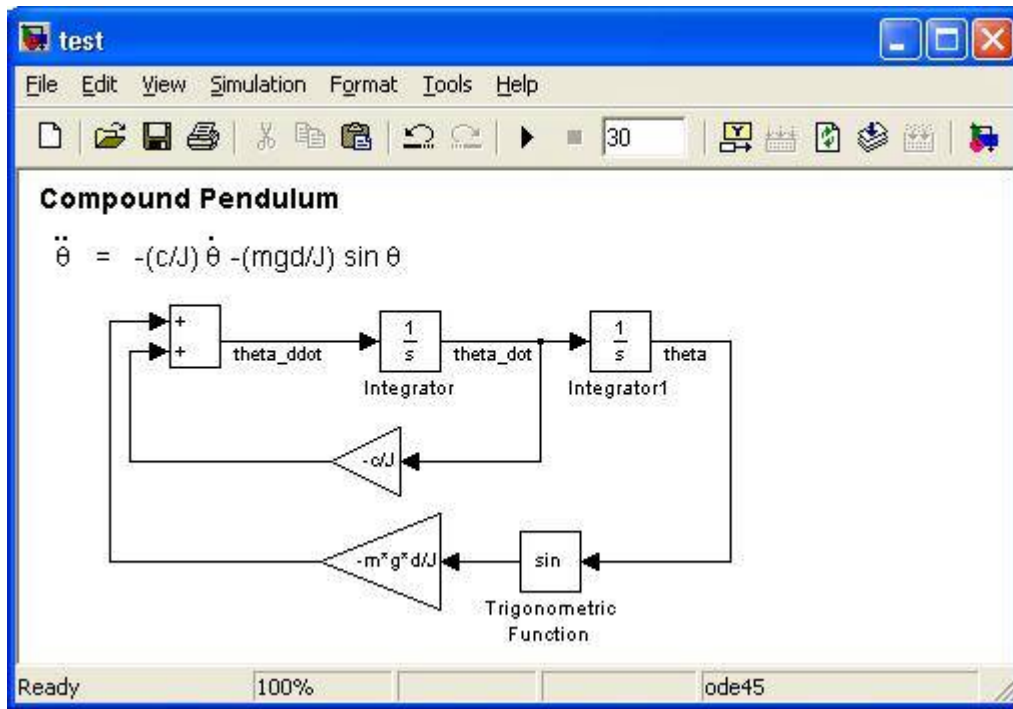 test
File Edit View Simulation Format Tools Help
30
Compound Pendulum
θ̈ = -(c/J) θ̇ -(mgd/J) sin θ
+
+
theta_ddot
1
s
Integrator
theta_dot
1
s
Integrator1
theta
-c/J
-m*g*d/J
sin
Trigonometric
Function
Ready 100% ode45